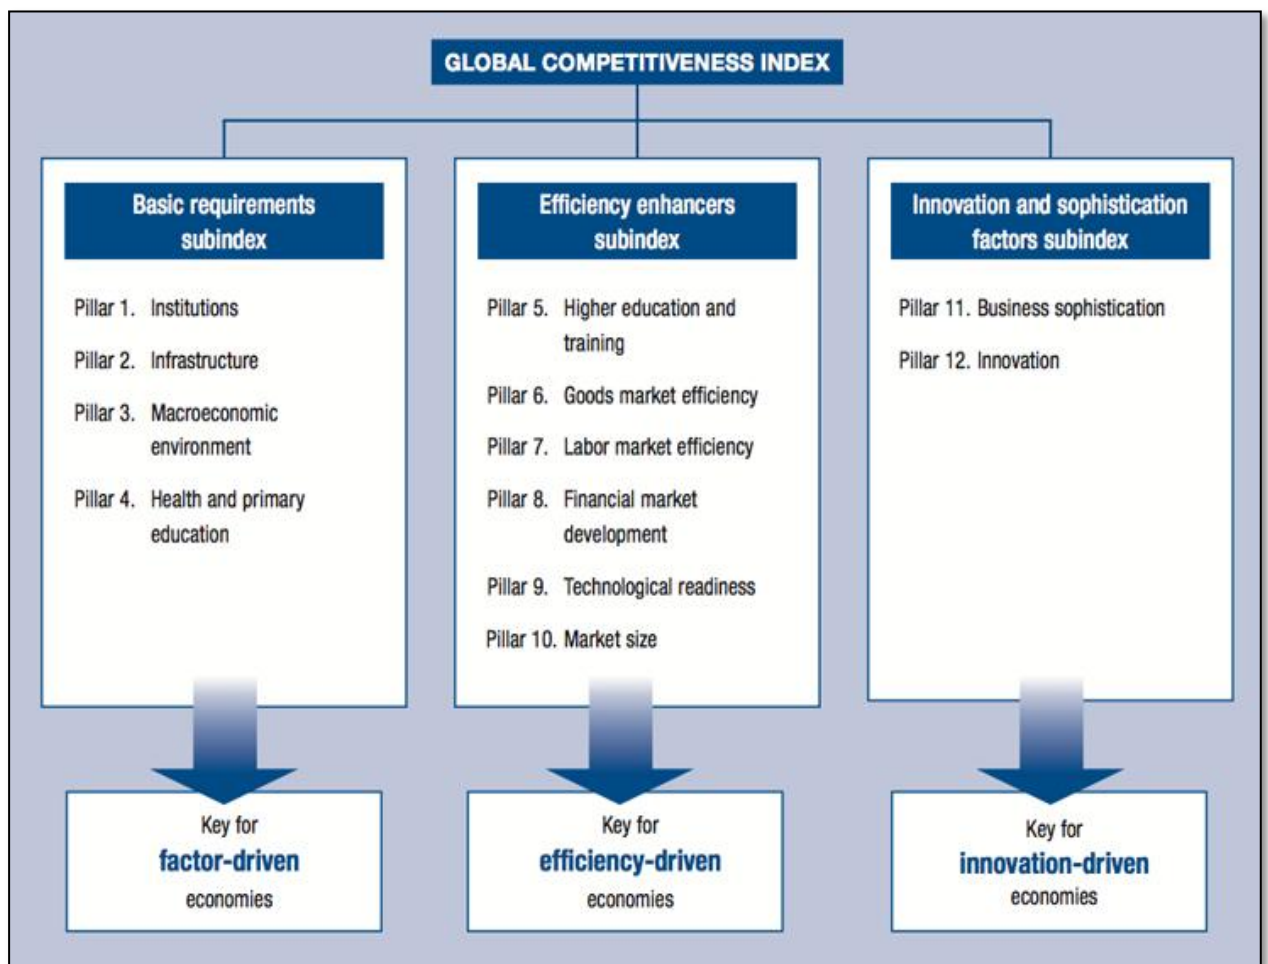 GLOBAL COMPETITIVENESS INDEX
Basic requirements
subindex
Pillar 1. Institutions
Pillar 2. Infrastructure
Pillar 3. Macroeconomic
environment
Pillar 4. Health and primary
education
Key for
factor-driven
economies
Efficiency enhancers
subindex
Pillar 5. Higher education and
training
Pillar 6. Goods market efficiency
Pillar 7. Labor market efficiency
Pillar 8. Financial market
development
Pillar 9. Technological readiness
Pillar 10. Market size
Key for
efficiency-driven
economies
Innovation and sophistication
factors subindex
Pillar 11. Business sophistication
Pillar 12. Innovation
Key for
innovation-driven
economies